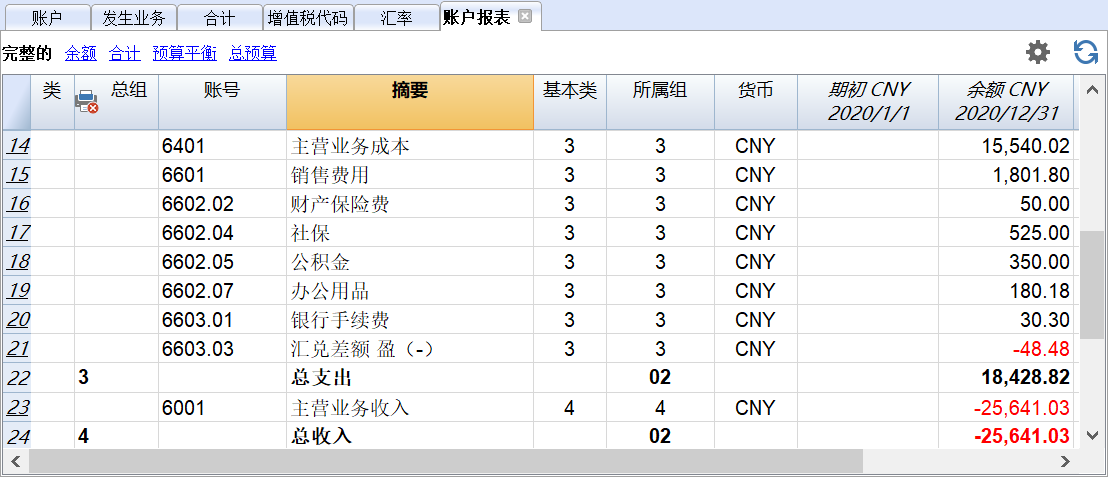 账户 发生业务 合计 增值税代码 汇率 账户报表
完整的 余额 合计 预算平衡 总预算
类 总组 账号 摘要 基本类 所属组 货币 期初 CNY 余额 CNY
2020/1/1 2020/12/31
14 6401 主营业务成本 3 3 CNY 15,540.02
15 6601 销售费用 3 3 CNY 1,801.80
16 6602.02 财产保险费 3 3 CNY 50.00
17 6602.04 社保 3 3 CNY 525.00
18 6602.05 公积金 3 3 CNY 350.00
19 6602.07 办公用品 3 3 CNY 180.18
20 6603.01 银行手续费 3 3 CNY 30.30
21 6603.03 汇兑差额 盈（-） 3 3 CNY -48.48
22 3 总支出 02 18,428.82
23 6001 主营业务收入 4 4 CNY -25,641.03
24 4 总收入 02 -25,641.03